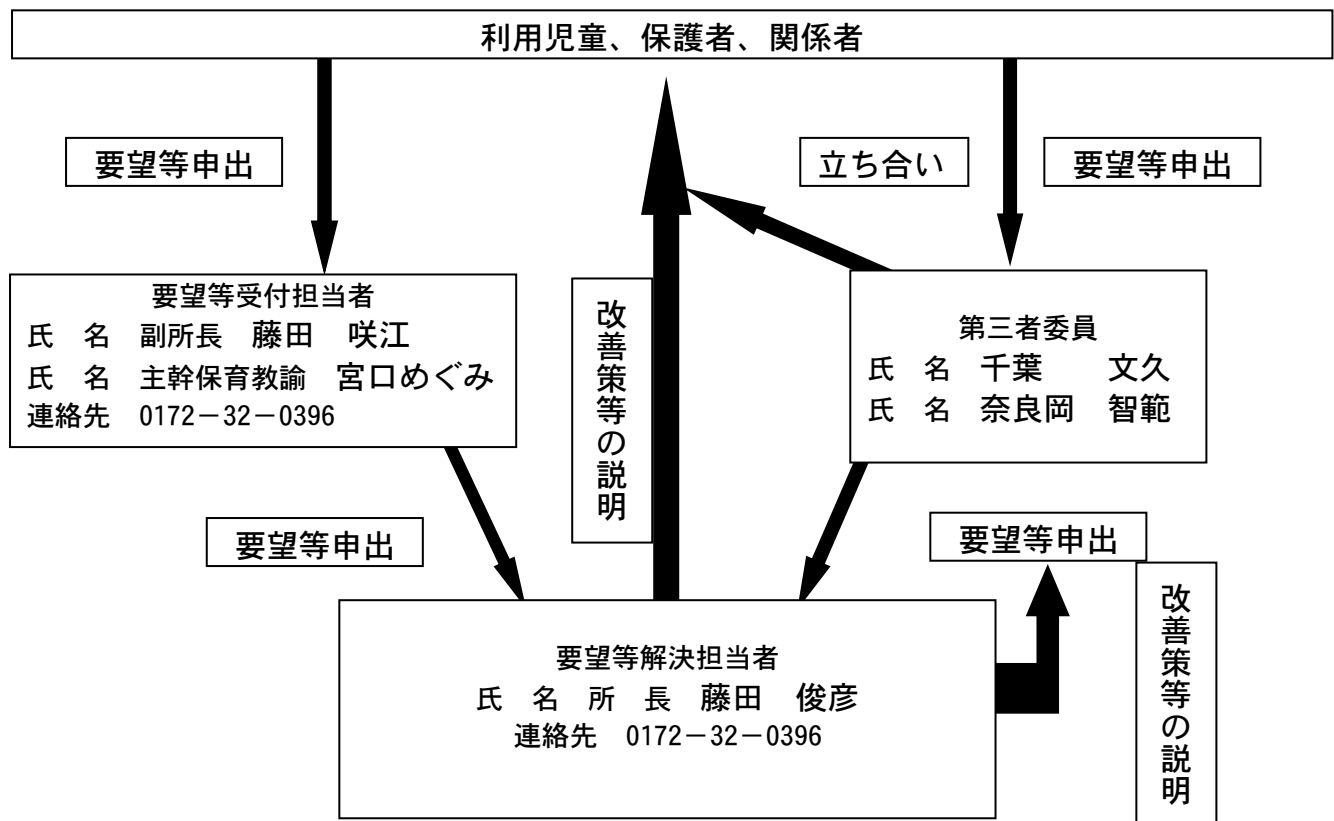 利用児童、保護者、関係者
要望等申出
立ち合い
要望等申出
要望等受付担当者
氏　名　副所長　藤田　咲江
氏　名　主幹保育教諭　宮口めぐみ
連絡先　0172－32－0396
改善策等の説明
第三者委員
氏　名　千葉　　文久
氏　名　奈良岡　智範
要望等申出
要望等申出
改善策等の説明
要望等解決担当者
氏　名　所　長　藤田　俊彦
連絡先　0172－32－0396